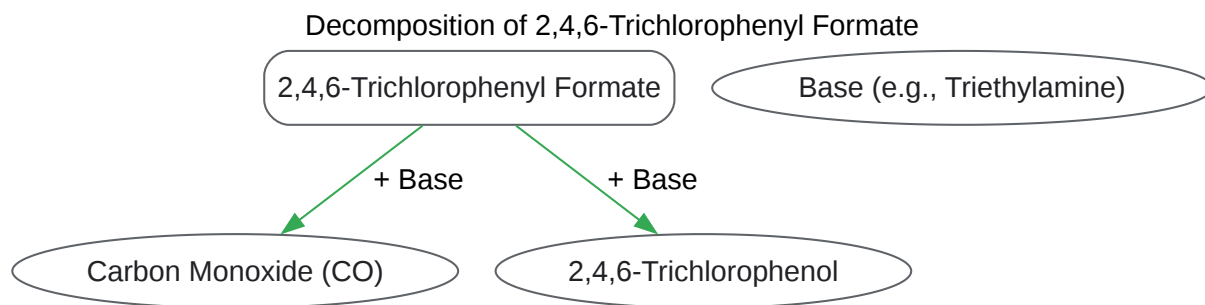 Decomposition of 2,4,6-Trichlorophenyl Formate
2,4,6-Trichlorophenyl Formate
Base (e.g., Triethylamine)
+ Base
+ Base
Carbon Monoxide (CO)
2,4,6-Trichlorophenol